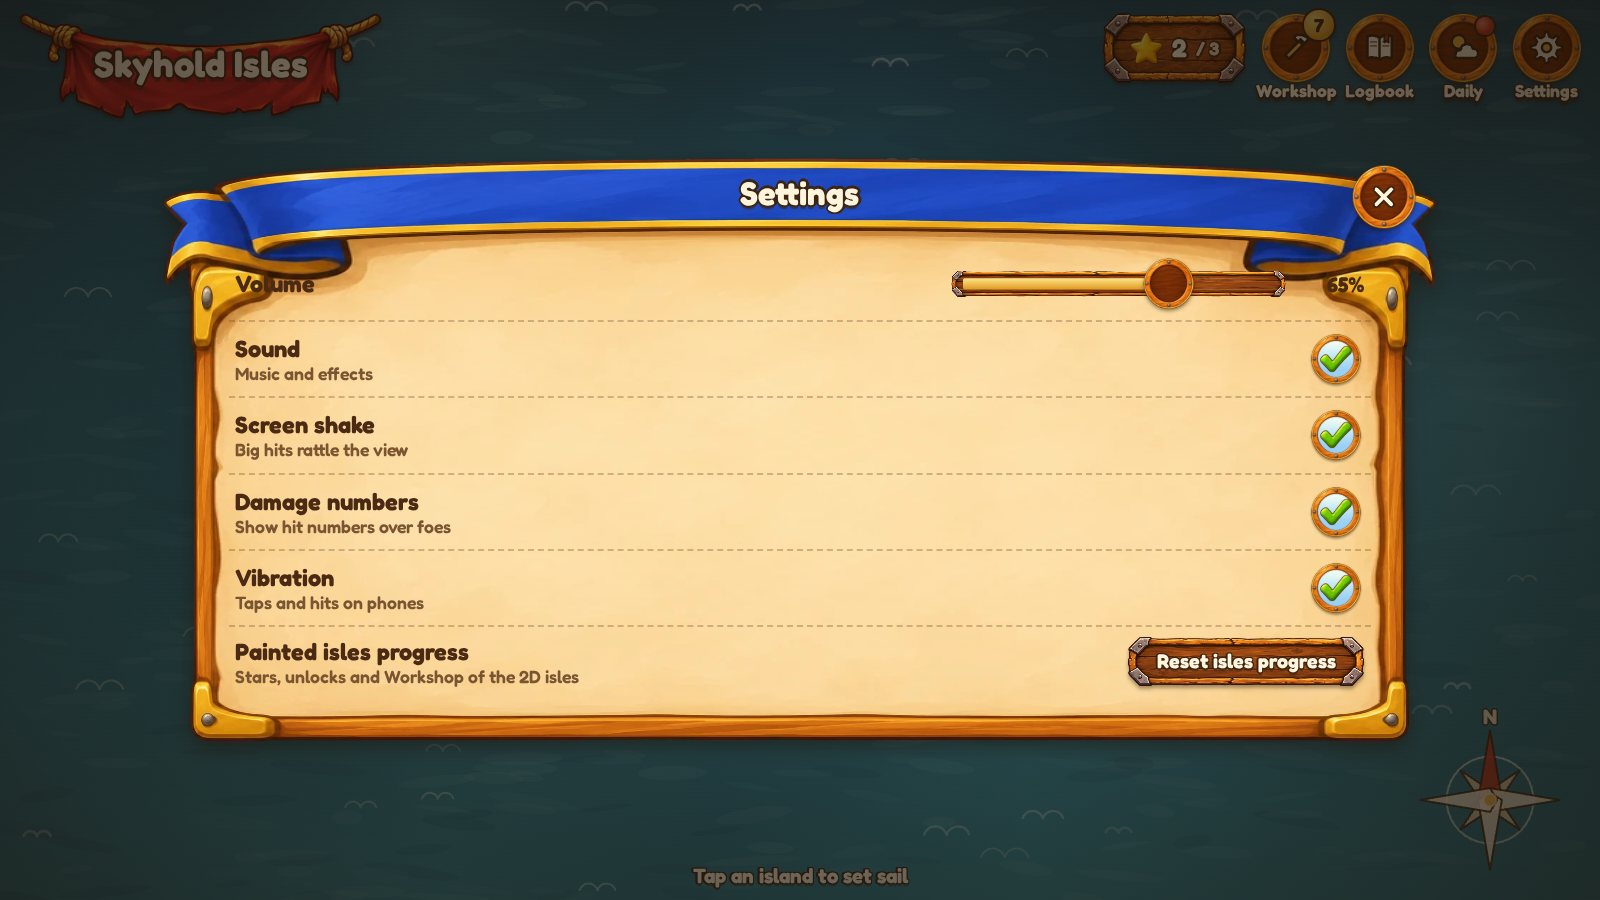 Skyhold Isles
2 /3
7
Workshop
Logbook
Daily
Settings
Settings
Volume
65%
Sound
Music and effects
Screen shake
Big hits rattle the view
Damage numbers
Show hit numbers over foes
Vibration
Taps and hits on phones
Painted isles progress
Stars, unlocks and Workshop of the 2D isles
Reset isles progress
N
Tap an island to set sail